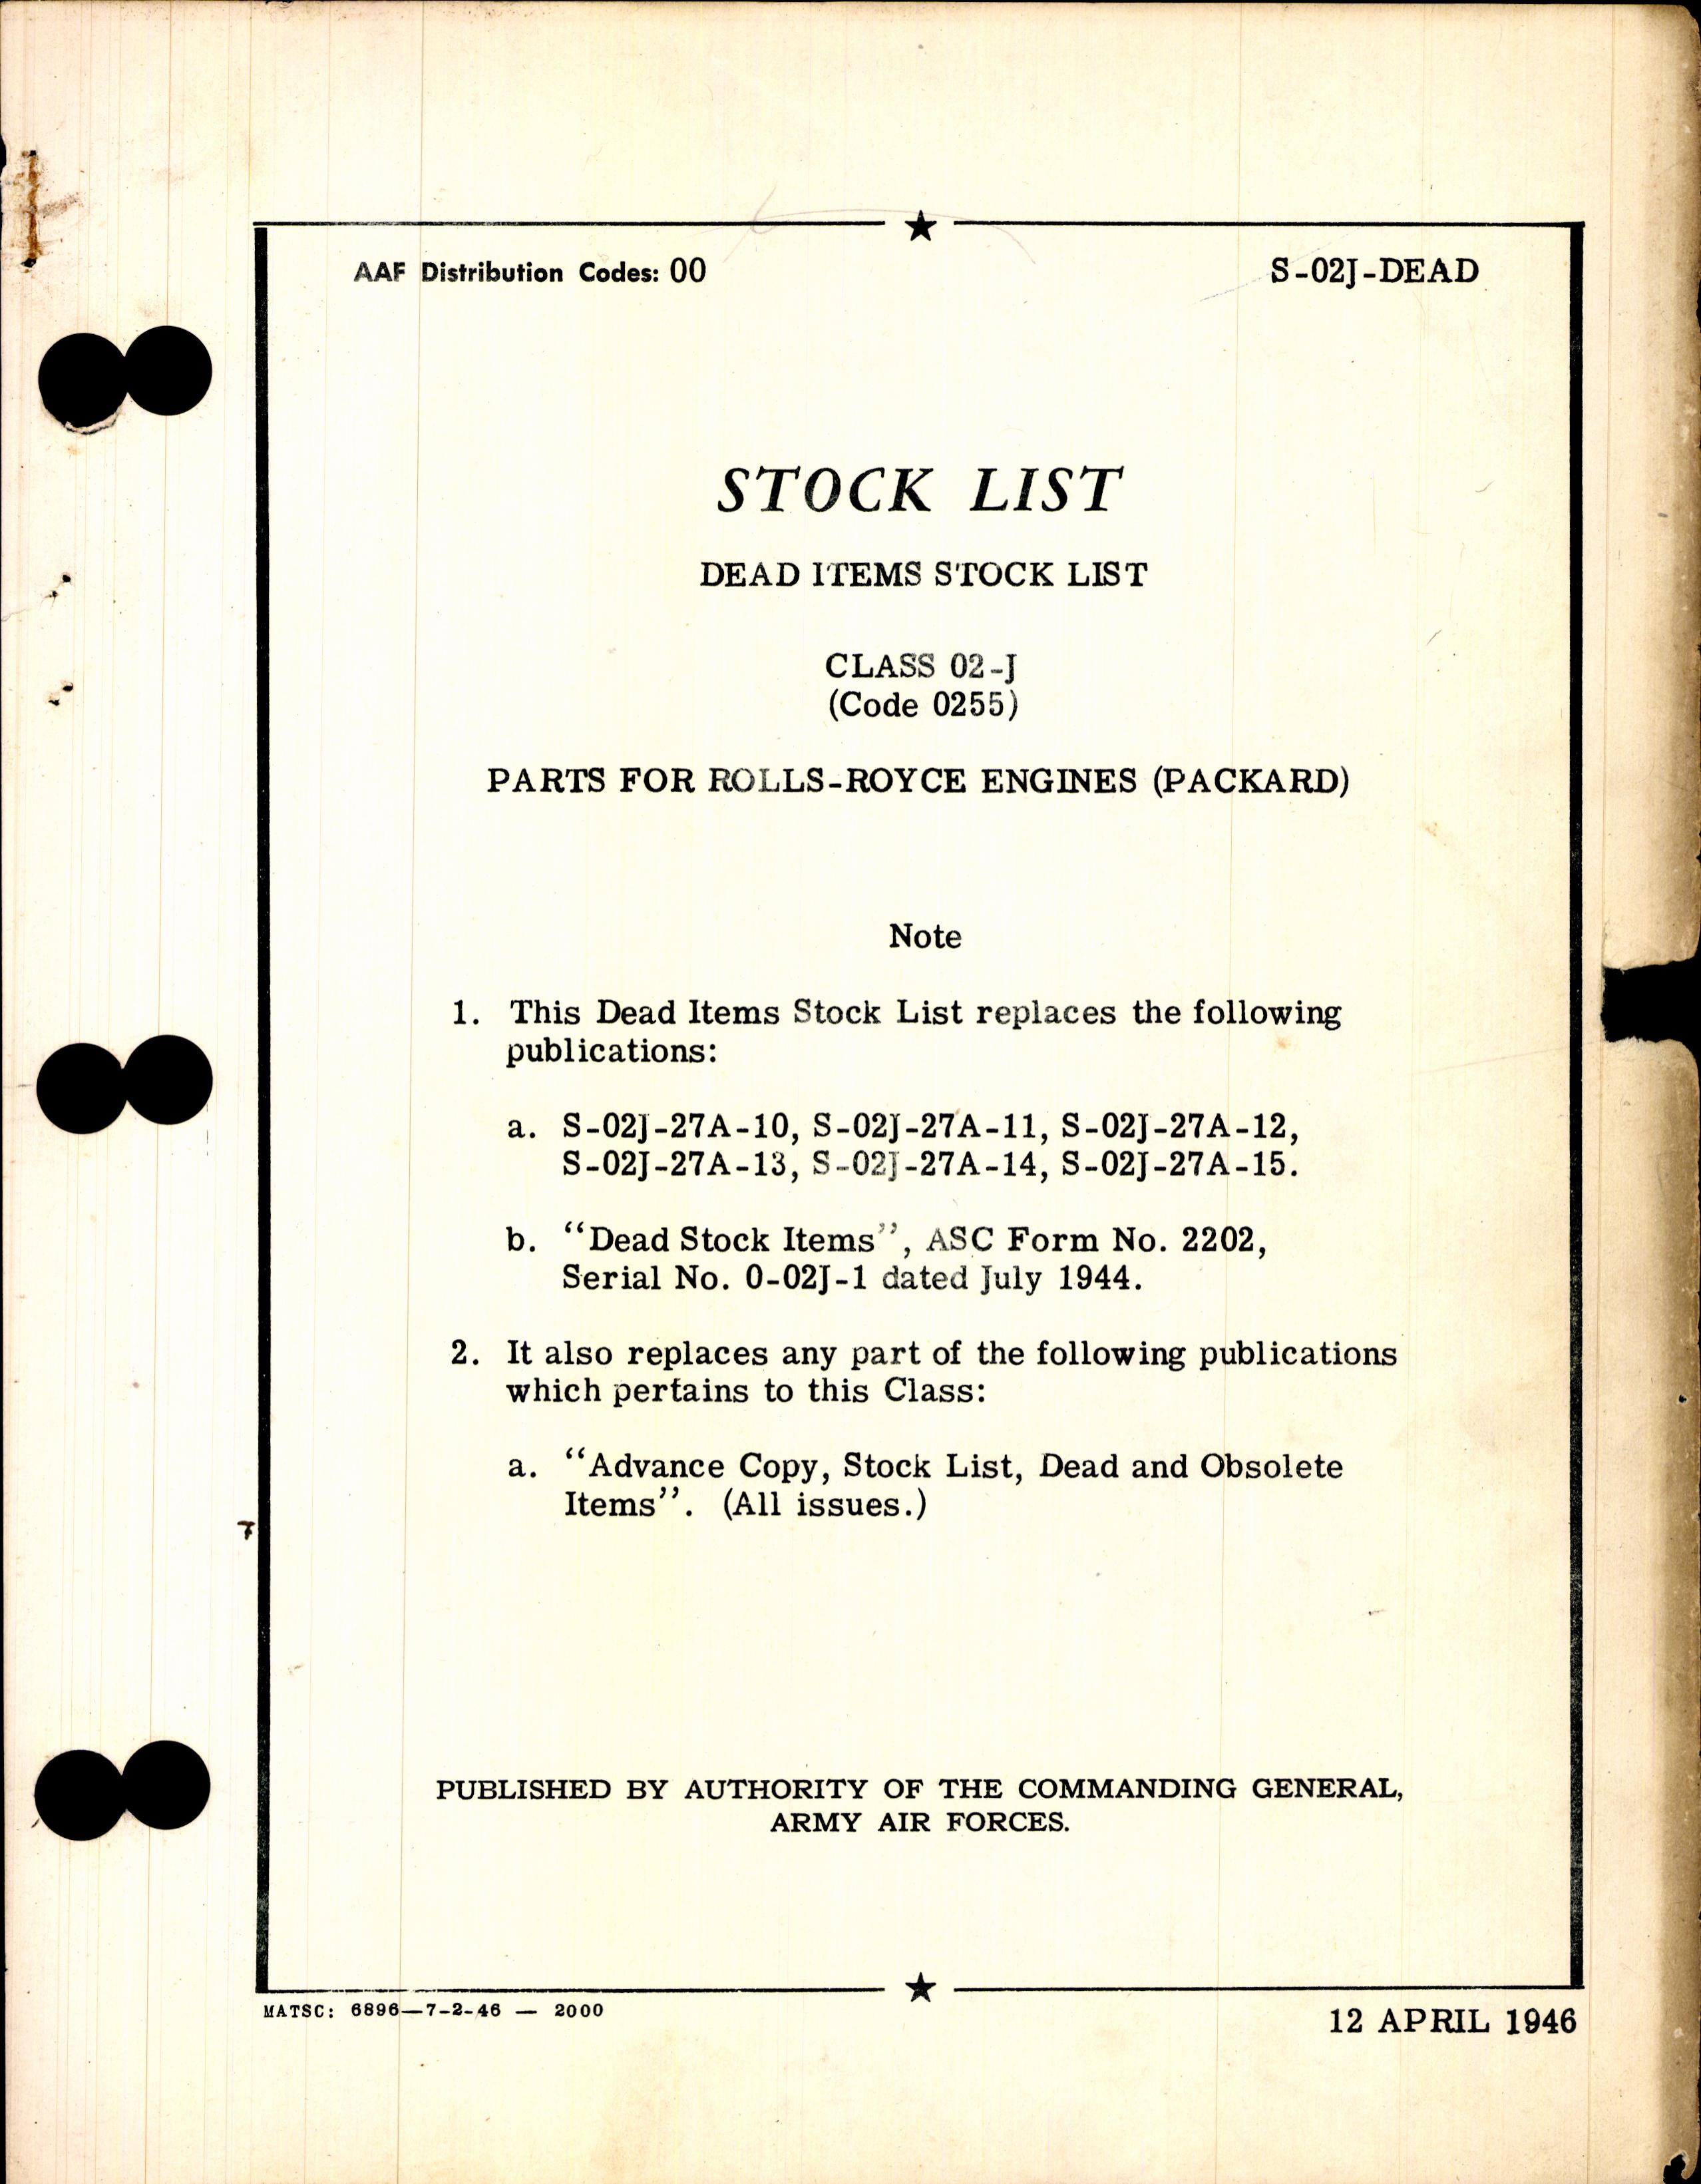 AAF Distribution Codes: 00
S-02J-DEAD
STOCK LIST
DEAD ITEMS STOCK LIST
CLASS 02-J
(Code 0255)
PARTS FOR ROLLS-ROYCE ENGINES (PACKARD)
Note
1. This Dead Items Stock List replaces the following
publications:
a. S-02J-27A-10, S-02J-27A-11, S-02J-27A-12,
S-02J-27A-13, S-02J-27A-14, S-02J-27A-15.
b. “Dead Stock Items”, ASC Form No. 2202,
Serial No. 0-02J-1 dated July 1944.
2. It also replaces any part of the following publications
which pertains to this Class:
a. “Advance Copy, Stock List, Dead and Obsolete
Items”. (All issues.)
PUBLISHED BY AUTHORITY OF THE COMMANDING GENERAL,
ARMY AIR FORCES.
MATSC: 6896—7-2-46 — 2000
12 APRIL 1946